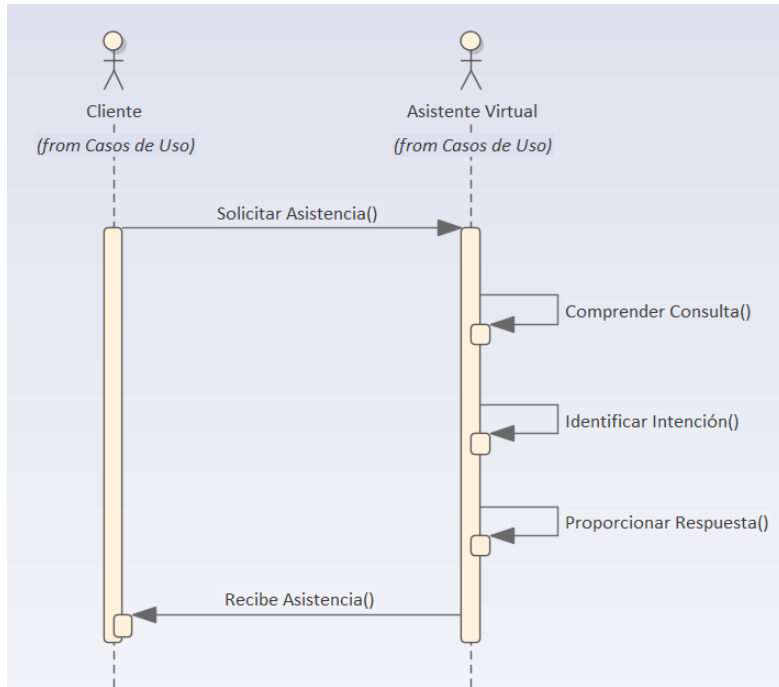 Cliente
Asistente Virtual
(from Casos de Uso)
(from Casos de Uso)
Solicitar Asistencia()
Comprender Consulta()
Identificar Intención()
Proporcionar Respuesta()
Recibe Asistencia()